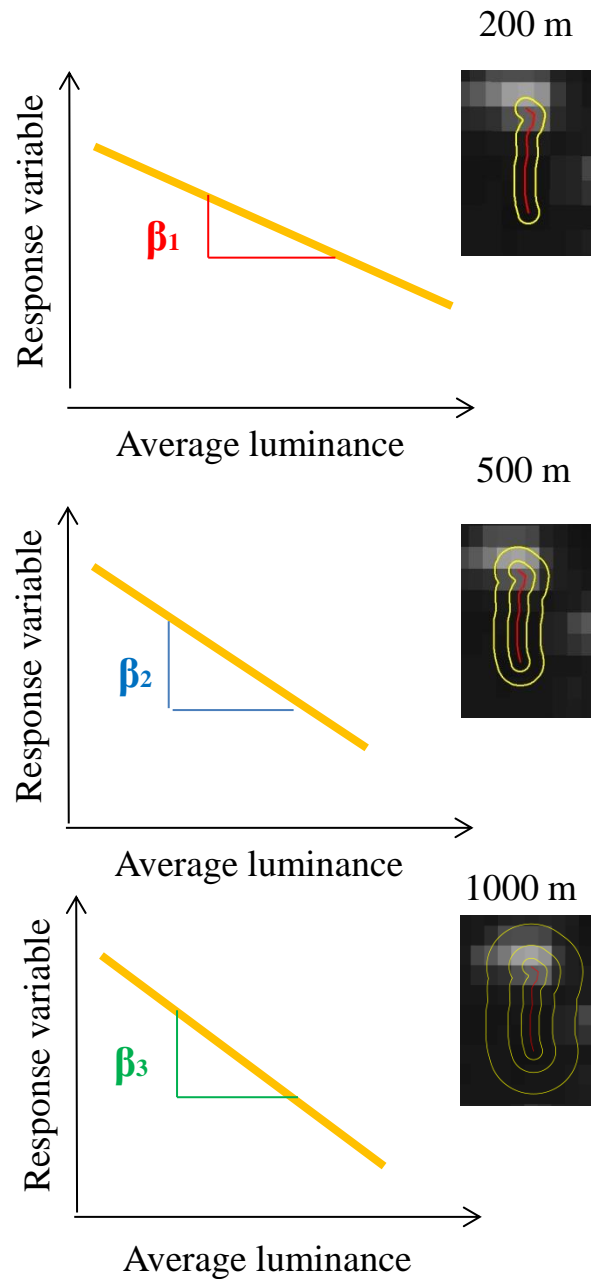 200 m
Response variable
β1
Average luminance
500 m
Response variable
β2
Average luminance
1000 m
Response variable
β3
Average luminance